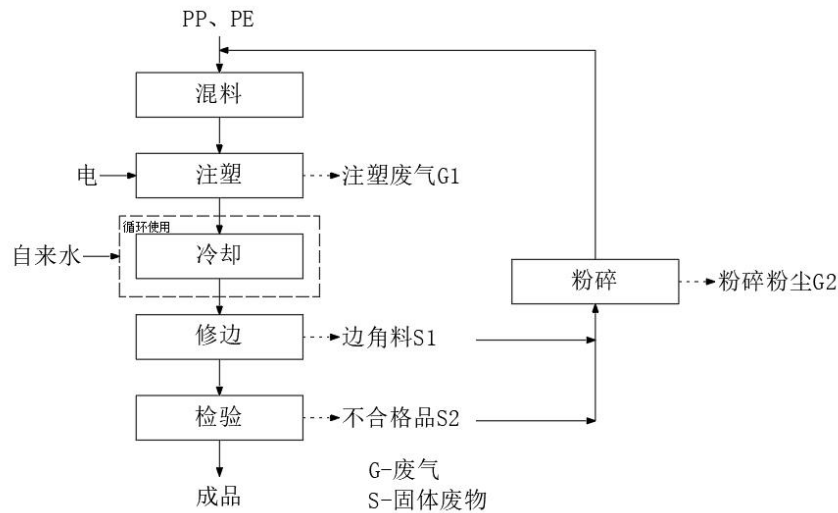 PP、PE
混料
电
注塑
注塑废气G1
循环使用
自来水
冷却
粉碎
粉碎粉尘G2
修边
边角料S1
检验
不合格品S2
成品
G-废气
S-固体废物